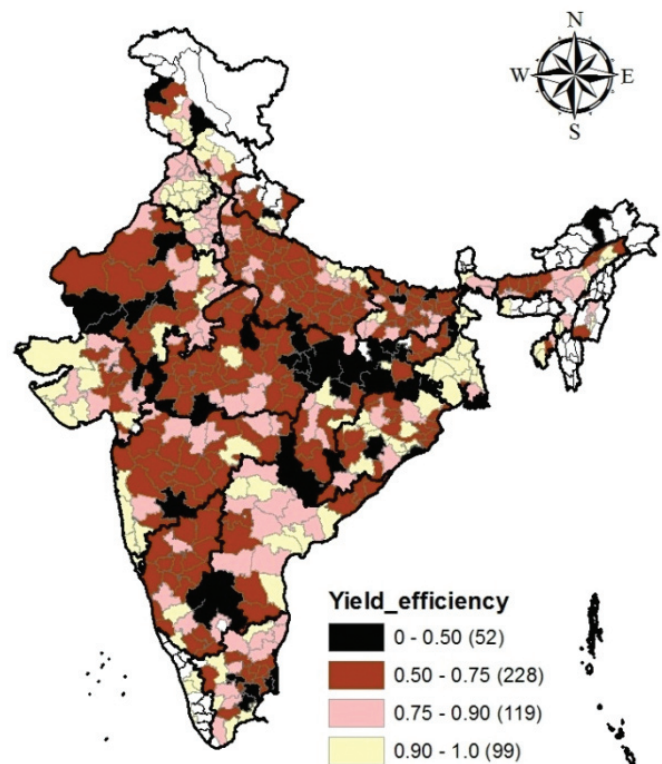 N
W E
S
Yield_efficiency
0 - 0.50 (52)
0.50 - 0.75 (228)
0.75 - 0.90 (119)
0.90 - 1.0 (99)